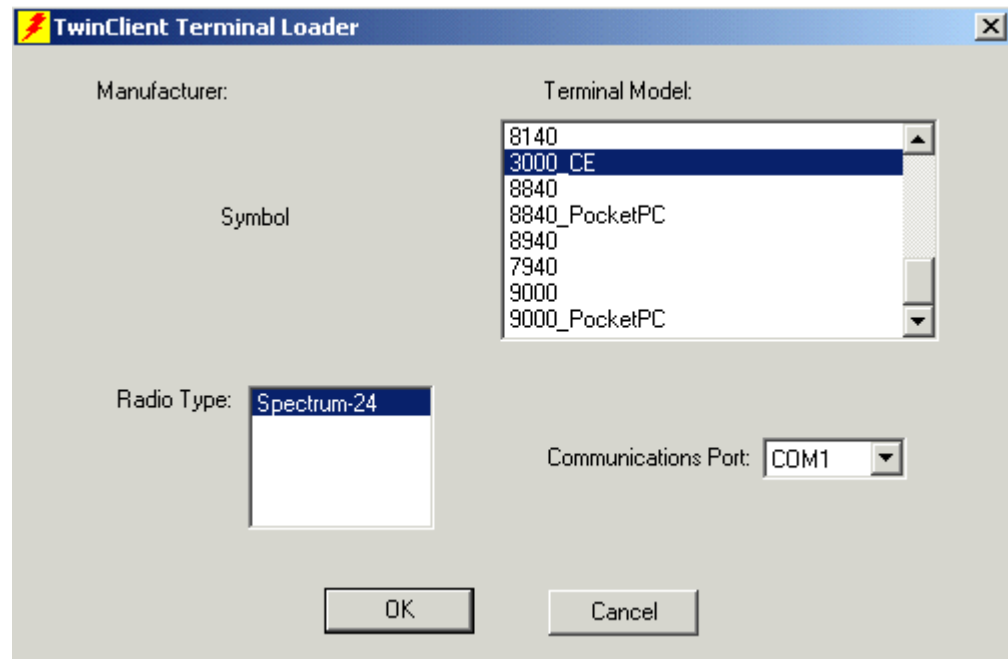 TwinClient Terminal Loader
Manufacturer:
Terminal Model:
8140
3000_CE
8840
8840_PocketPC
8940
7940
9000
9000_PocketPC
Symbol
Radio Type:
Spectrum-24
Communications Port:
COM1
OK
Cancel